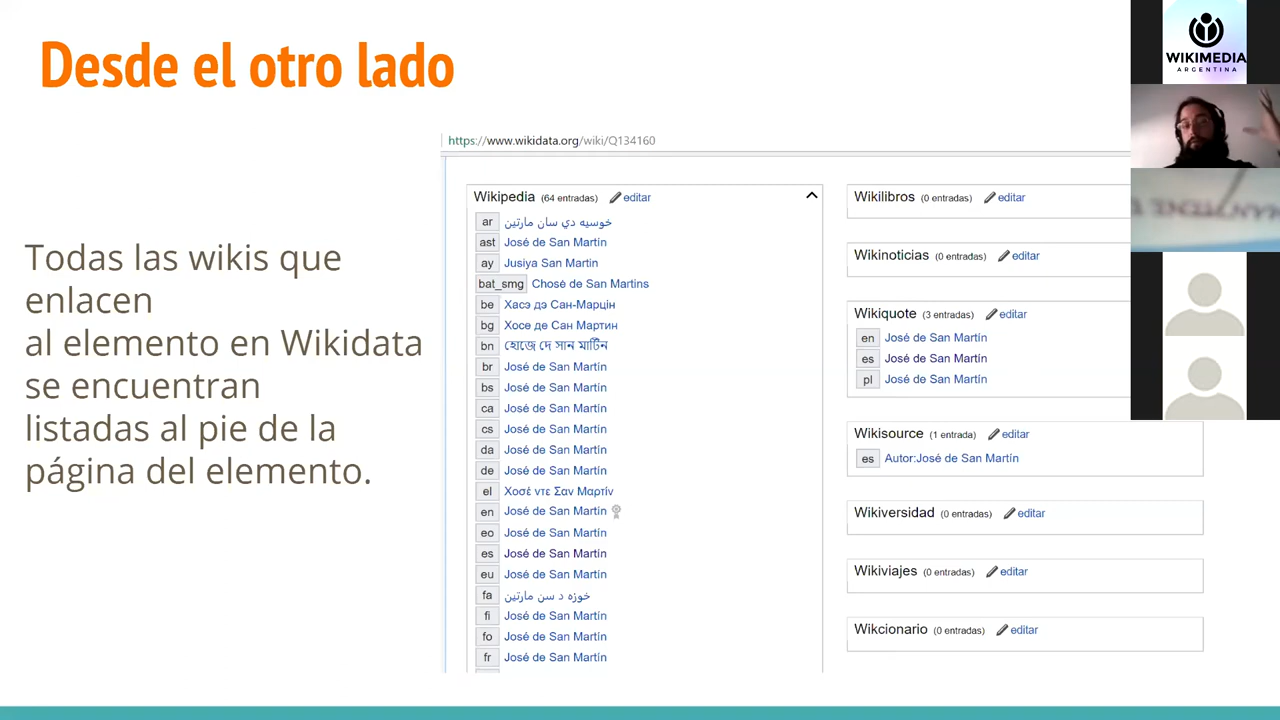 Desde el otro lado
WIKIMEDIA
ARGENTINA
https://www.wikidata.org/wiki/Q134160
Todas las wikis que
enlacen
al elemento en Wikidata
se encuentran
listadas al pie de la
página del elemento.
Wikipedia (64 entradas) editar
ar خوسيه دي سان مارتين
ast José de San Martín
ay Jusiya San Martin
bat_smg Chosė de San Martins
be Хасэ дэ Сан-Марцін
bg Хосе де Сан Мартин
bn হোজে দে সান মার্টিন
br José de San Martín
bs José de San Martín
ca José de San Martín
cs José de San Martín
da José de San Martín
de José de San Martín
el Χοσέ ντε Σαν Μαρτίν
en José de San Martín
eo José de San Martín
es José de San Martín
eu José de San Martín
fa خوزه د سن مارتین
fi José de San Martín
fo José de San Martín
fr José de San Martín
Wikilibros (0 entradas) editar
Wikinoticias (0 entradas) editar
Wikiquote (3 entradas) editar
en José de San Martín
es José de San Martín
pl José de San Martín
Wikisource (1 entrada) editar
es Autor:José de San Martín
Wikiversidad (0 entradas) editar
Wikiviajes (0 entradas) editar
Wikcionario (0 entradas) editar